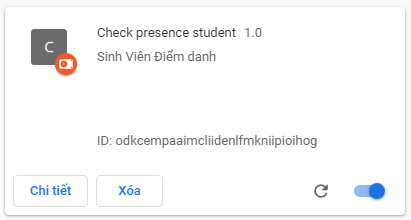 C
Check presence student 1.0
Sinh Viên Điểm danh
ID: odkcempaaimcliidenlfmkniipioihog
Chi tiết Xóa